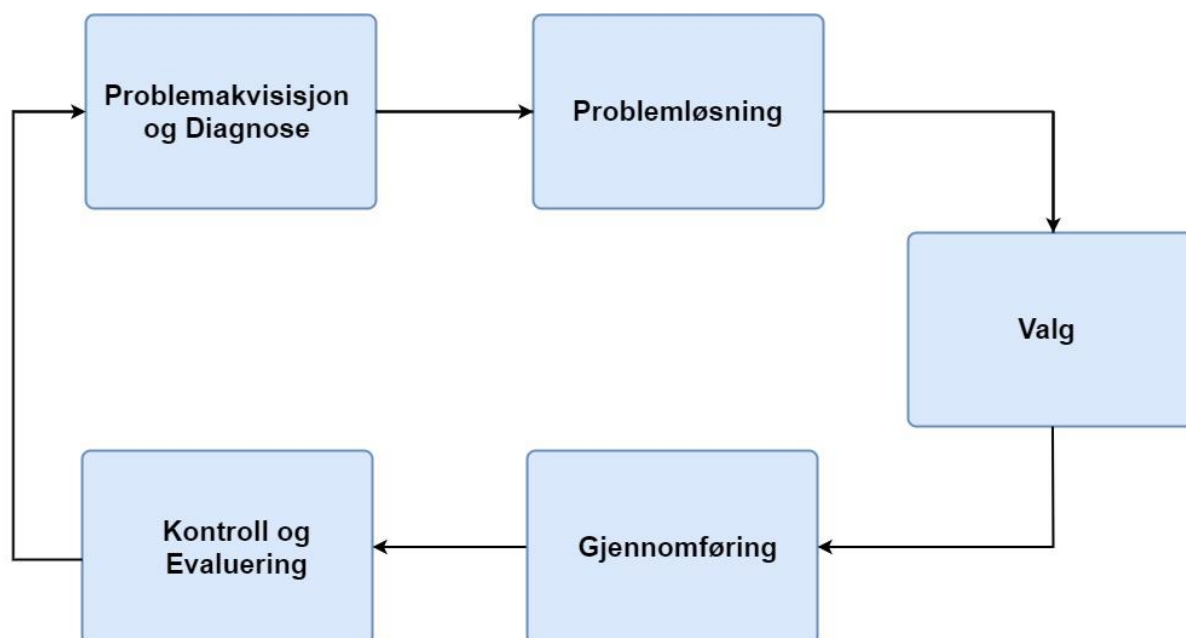 Problemakvisisjon
og Diagnose
Problemløsning
Valg
Gjennomføring
Kontroll og
Evaluering